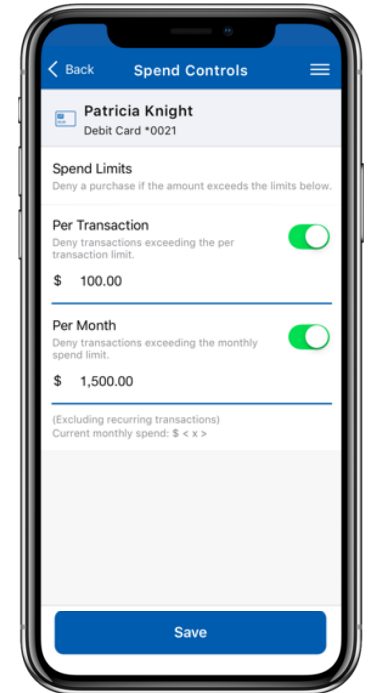 Back
Spend Controls
Patricia Knight
Debit Card *0021
Spend Limits
Deny a purchase if the amount exceeds the limits below.
Per Transaction
Deny transactions exceeding the per
transaction limit.
$ 100.00
Per Month
Deny transactions exceeding the monthly
spend limit.
$ 1,500.00
(Excluding recurring transactions)
Current monthly spend: $ < x >
Save